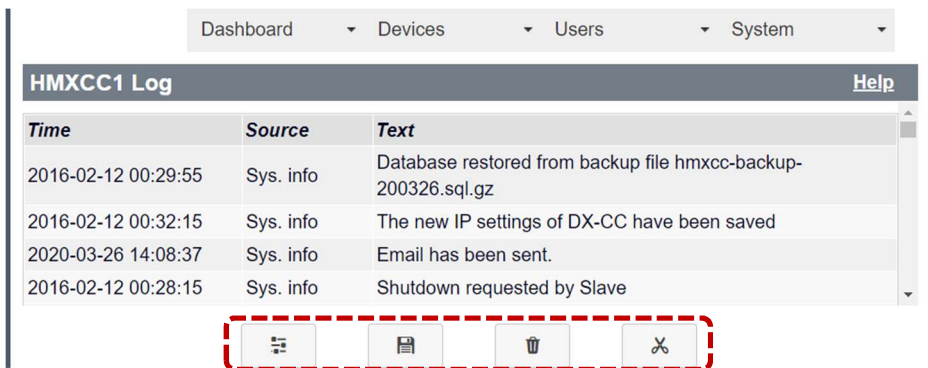 Dashboard Devices Users System
HMXCC1 Log Help
Time Source Text
2016-02-12 00:29:55 Sys. info Database restored from backup file hmxcc-backup-
200326.sql.gz
2016-02-12 00:32:15 Sys. info The new IP settings of DX-CC have been saved
2020-03-26 14:08:37 Sys. info Email has been sent.
2016-02-12 00:28:15 Sys. info Shutdown requested by Slave